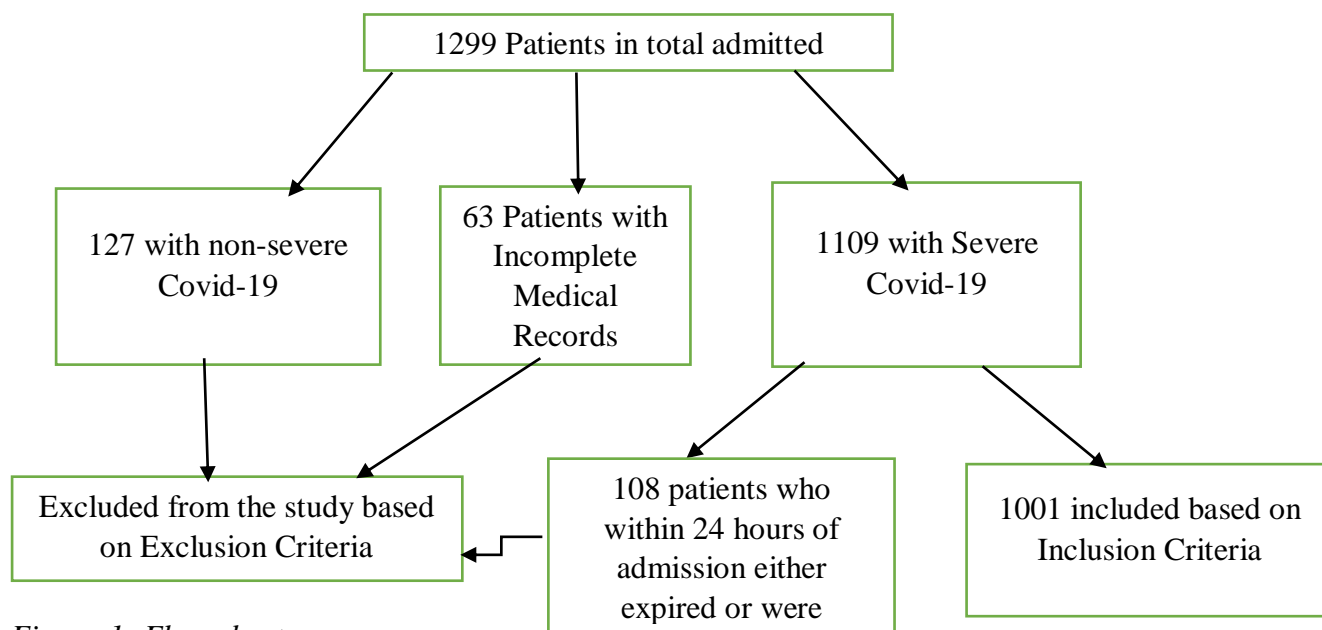 1299 Patients in total admitted
127 with non-severe
Covid-19
63 Patients with
Incomplete
Medical
Records
1109 with Severe
Covid-19
Excluded from the study based
on Exclusion Criteria
108 patients who
within 24 hours of
admission either
expired or were
1001 included based on
Inclusion Criteria